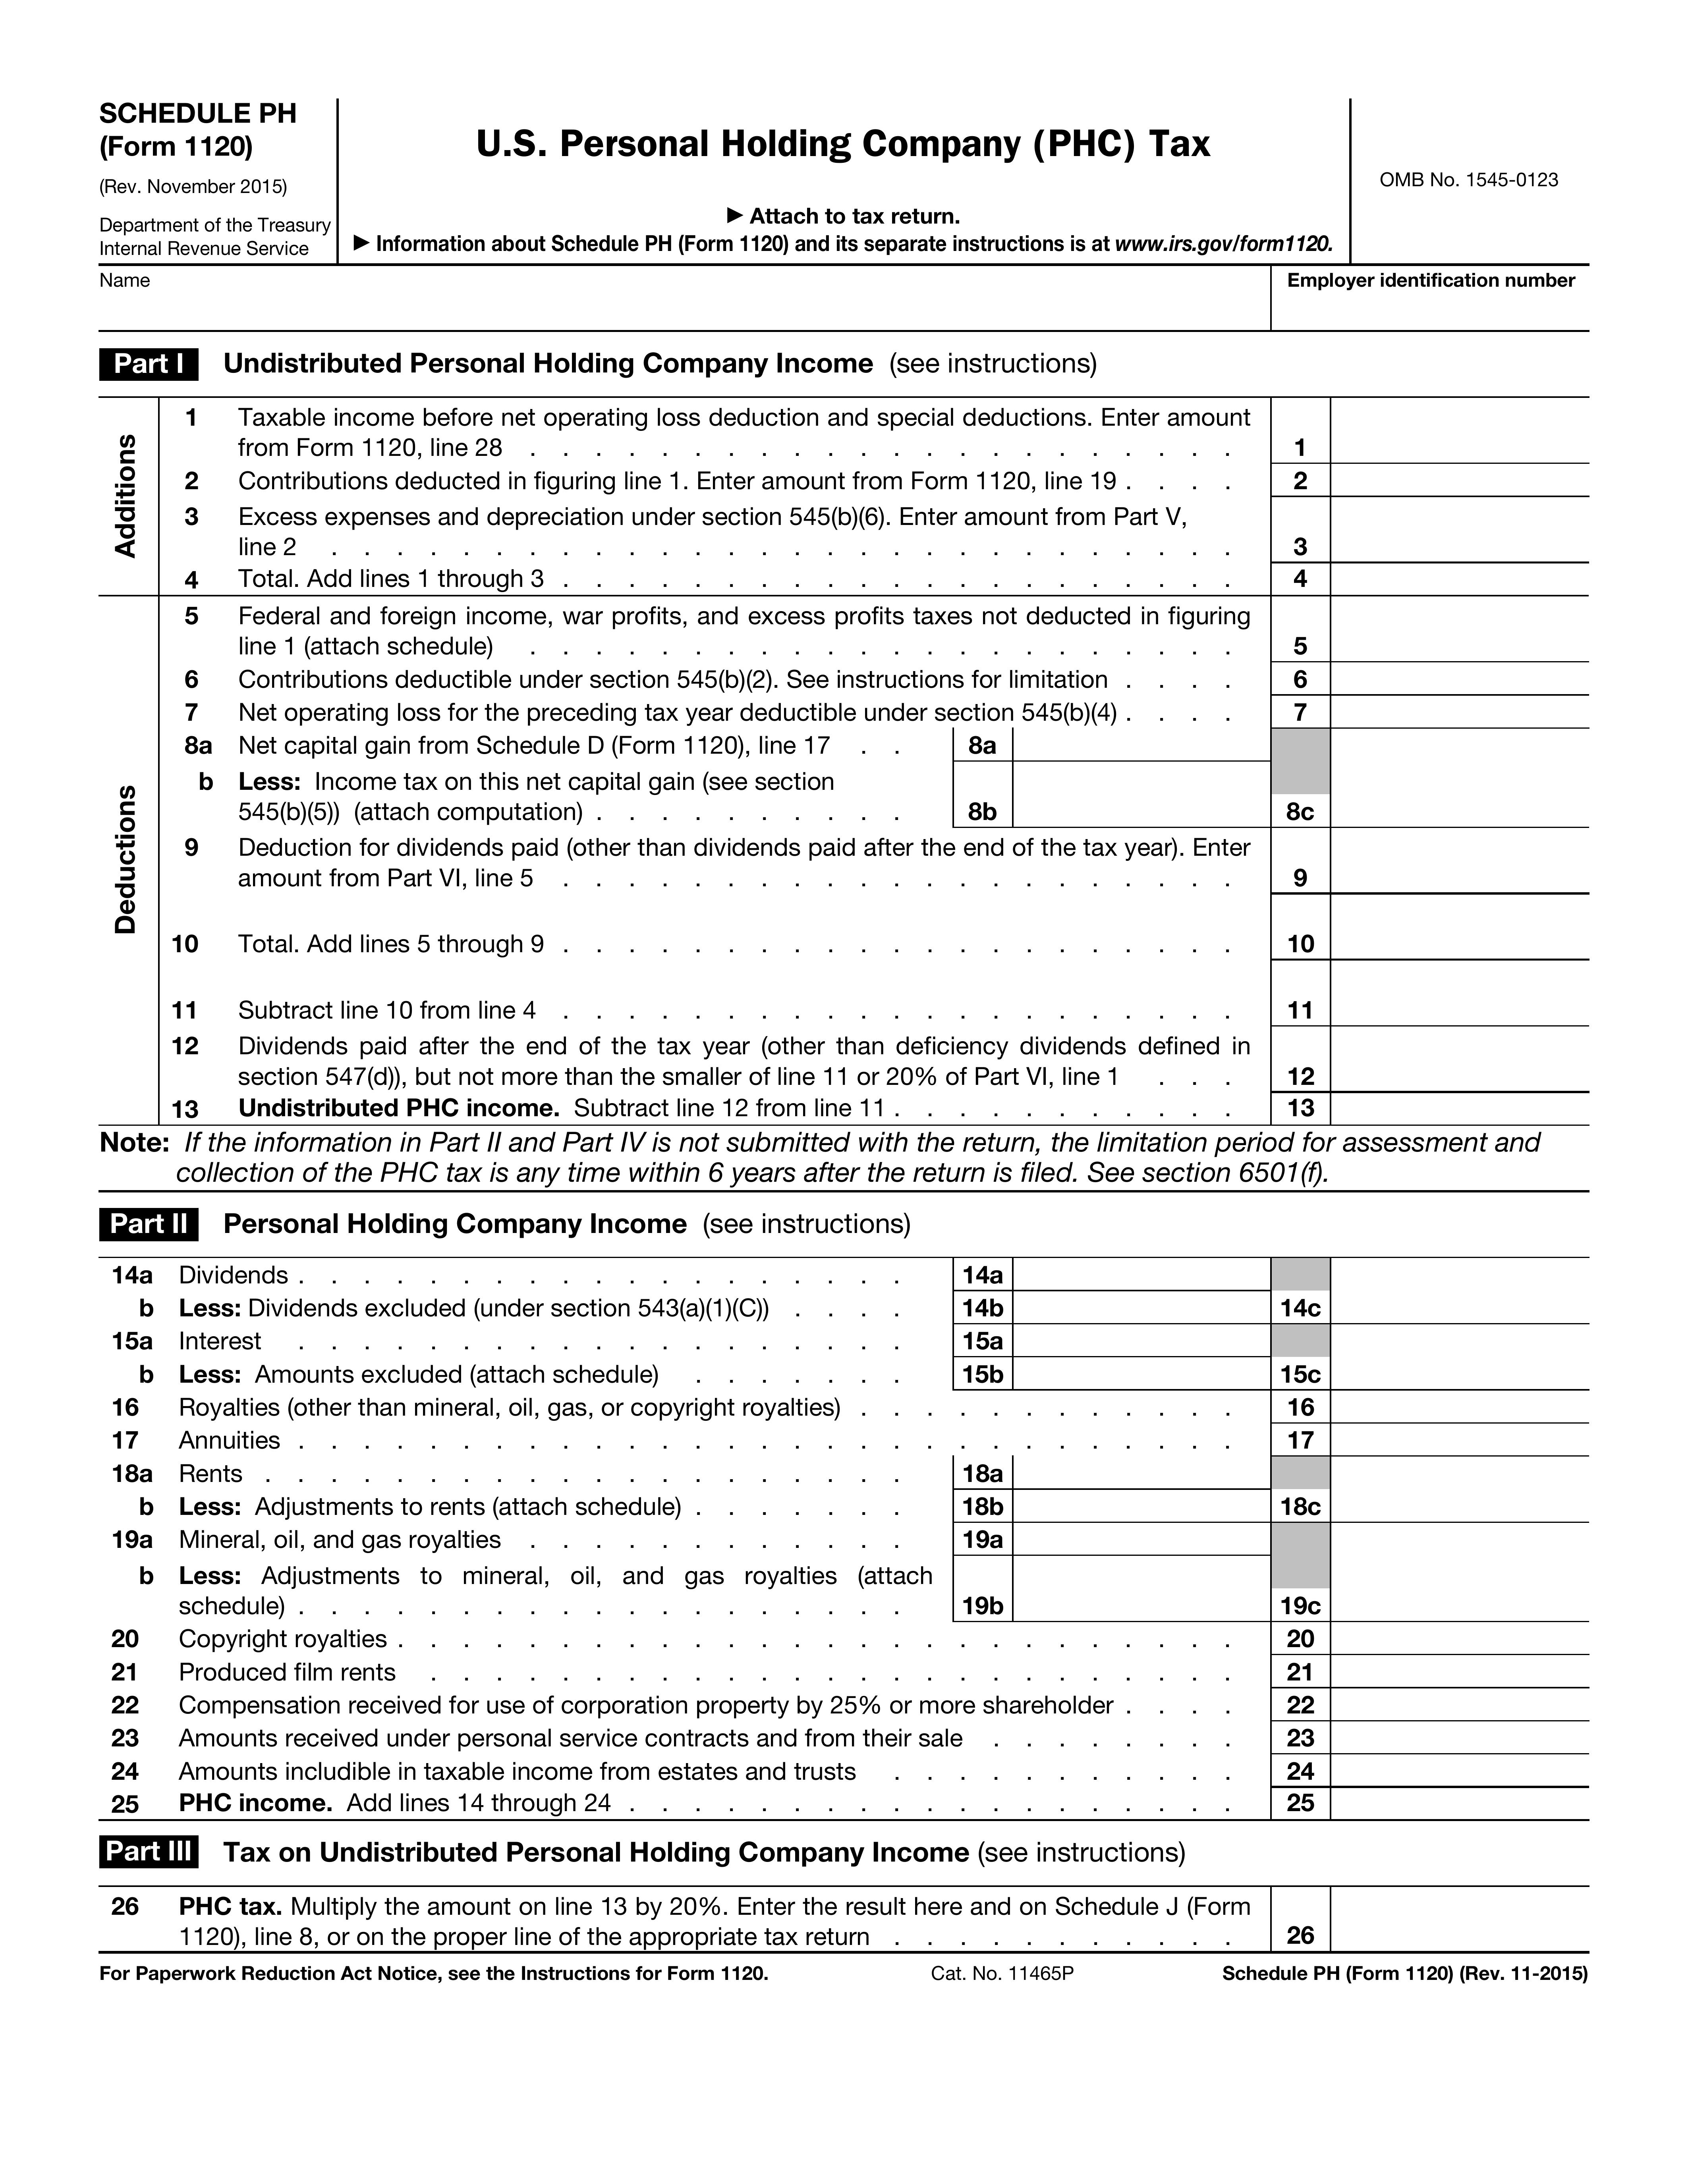 SCHEDULE PH
(Form 1120)
(Rev. November 2015)
Department of the Treasury
Internal Revenue Service
U.S. Personal Holding Company (PHC) Tax
▶ Attach to tax return.
▶ Information about Schedule PH (Form 1120) and its separate instructions is at www.irs.gov/form1120.
OMB No. 1545-0123
Name
Employer identification number
Part I Undistributed Personal Holding Company Income (see instructions)
Additions
1 Taxable income before net operating loss deduction and special deductions. Enter amount
from Form 1120, line 28 . . . . . . . . . . . . . . . . . . . . . . 1
2 Contributions deducted in figuring line 1. Enter amount from Form 1120, line 19 . . . . 2
3 Excess expenses and depreciation under section 545(b)(6). Enter amount from Part V,
line 2 . . . . . . . . . . . . . . . . . . . . . . . . . . . . 3
4 Total. Add lines 1 through 3 . . . . . . . . . . . . . . . . . . . . . 4
Deductions
5 Federal and foreign income, war profits, and excess profits taxes not deducted in figuring
line 1 (attach schedule) . . . . . . . . . . . . . . . . . . . . . . 5
6 Contributions deductible under section 545(b)(2). See instructions for limitation . . . . 6
7 Net operating loss for the preceding tax year deductible under section 545(b)(4) . . . . 7
8a Net capital gain from Schedule D (Form 1120), line 17 . . 8a
b Less: Income tax on this net capital gain (see section
545(b)(5)) (attach computation) . . . . . . . . . . 8b 8c
9 Deduction for dividends paid (other than dividends paid after the end of the tax year). Enter
amount from Part VI, line 5 . . . . . . . . . . . . . . . . . . . . . 9
10 Total. Add lines 5 through 9 . . . . . . . . . . . . . . . . . . . . . 10
11 Subtract line 10 from line 4 . . . . . . . . . . . . . . . . . . . . . 11
12 Dividends paid after the end of the tax year (other than deficiency dividends defined in
section 547(d)), but not more than the smaller of line 11 or 20% of Part VI, line 1 . . . 12
13 Undistributed PHC income. Subtract line 12 from line 11 . . . . . . . . . . . 13
Note: If the information in Part II and Part IV is not submitted with the return, the limitation period for assessment and
collection of the PHC tax is any time within 6 years after the return is filed. See section 6501(f).
Part II Personal Holding Company Income (see instructions)
14a Dividends . . . . . . . . . . . . . . . . . . . 14a
b Less: Dividends excluded (under section 543(a)(1)(C)) . . . . 14b 14c
15a Interest . . . . . . . . . . . . . . . . . . . 15a
b Less: Amounts excluded (attach schedule) . . . . . . . 15b 15c
16 Royalties (other than mineral, oil, gas, or copyright royalties) . . . . . . . . . . . . 16
17 Annuities . . . . . . . . . . . . . . . . . . . . . . . . . . . . . 17
18a Rents . . . . . . . . . . . . . . . . . . . . 18a
b Less: Adjustments to rents (attach schedule) . . . . . . . 18b 18c
19a Mineral, oil, and gas royalties . . . . . . . . . . . . 19a
b Less: Adjustments to mineral, oil, and gas royalties (attach
schedule) . . . . . . . . . . . . . . . . . . . 19b 19c
20 Copyright royalties . . . . . . . . . . . . . . . . . . . . . . . . . . 20
21 Produced film rents . . . . . . . . . . . . . . . . . . . . . . . . . 21
22 Compensation received for use of corporation property by 25% or more shareholder . . . . 22
23 Amounts received under personal service contracts and from their sale . . . . . . . . 23
24 Amounts includible in taxable income from estates and trusts . . . . . . . . . . . 24
25 PHC income. Add lines 14 through 24 . . . . . . . . . . . . . . . . . . . 25
Part III Tax on Undistributed Personal Holding Company Income (see instructions)
26 PHC tax. Multiply the amount on line 13 by 20%. Enter the result here and on Schedule J (Form
1120), line 8, or on the proper line of the appropriate tax return . . . . . . . . . . . 26
For Paperwork Reduction Act Notice, see the Instructions for Form 1120. Cat. No. 11465P Schedule PH (Form 1120) (Rev. 11-2015)